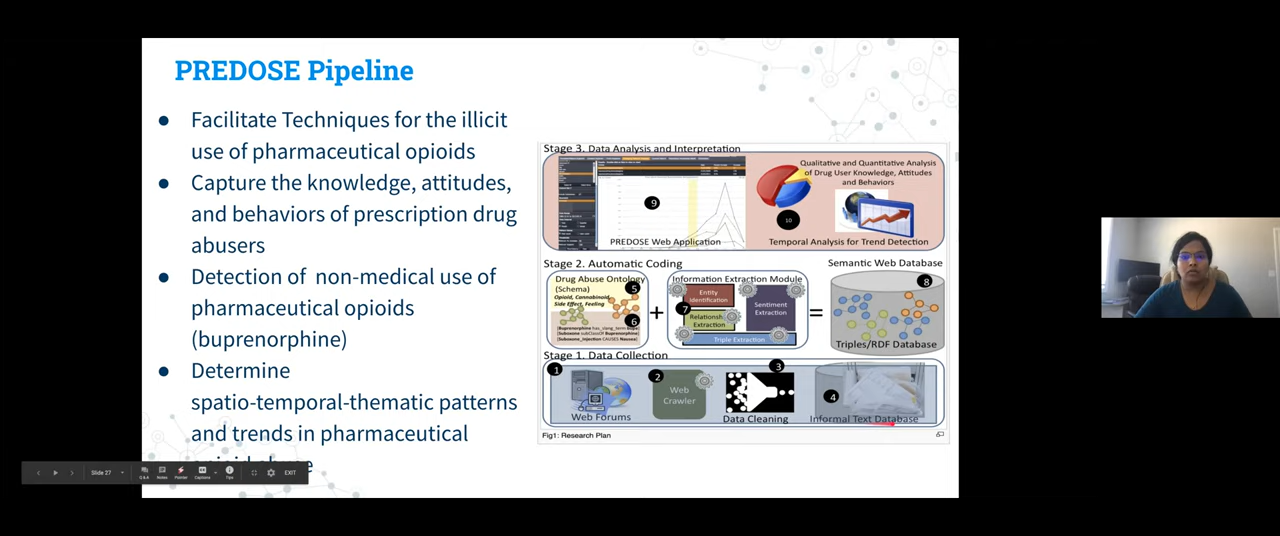 PREDOSE Pipeline
● Facilitate Techniques for the illicit
use of pharmaceutical opioids
● Capture the knowledge, attitudes,
and behaviors of prescription drug
abusers
● Detection of non-medical use of
pharmaceutical opioids
(buprenorphine)
● Determine
spatio-temporal-thematic patterns
and trends in pharmaceutical
Stage 3. Data Analysis and Interpretation
9
PREDOSE Web Application
Qualitative and Quantitative Analysis
of Drug User Knowledge, Attitudes
and Behaviors
10
Temporal Analysis for Trend Detection
Stage 2. Automatic Coding
Drug Abuse Ontology
(Schema)
Opioid, Cannabinoid,
Side Effect, Feeling
5
6
+
Information Extraction Module
Entity
Identification
7
Relationship
Extraction
Sentiment
Extraction
Triple Extraction
=
Semantic Web Database
8
Triples/RDF Database
Stage 1. Data Collection
1
Web Forums
2
Web
Crawler
3
Data Cleaning
4
Informal Text Database
Fig1: Research Plan
Slide 27
Q & A
Notes
Pointer
Captions
Tips
EXIT